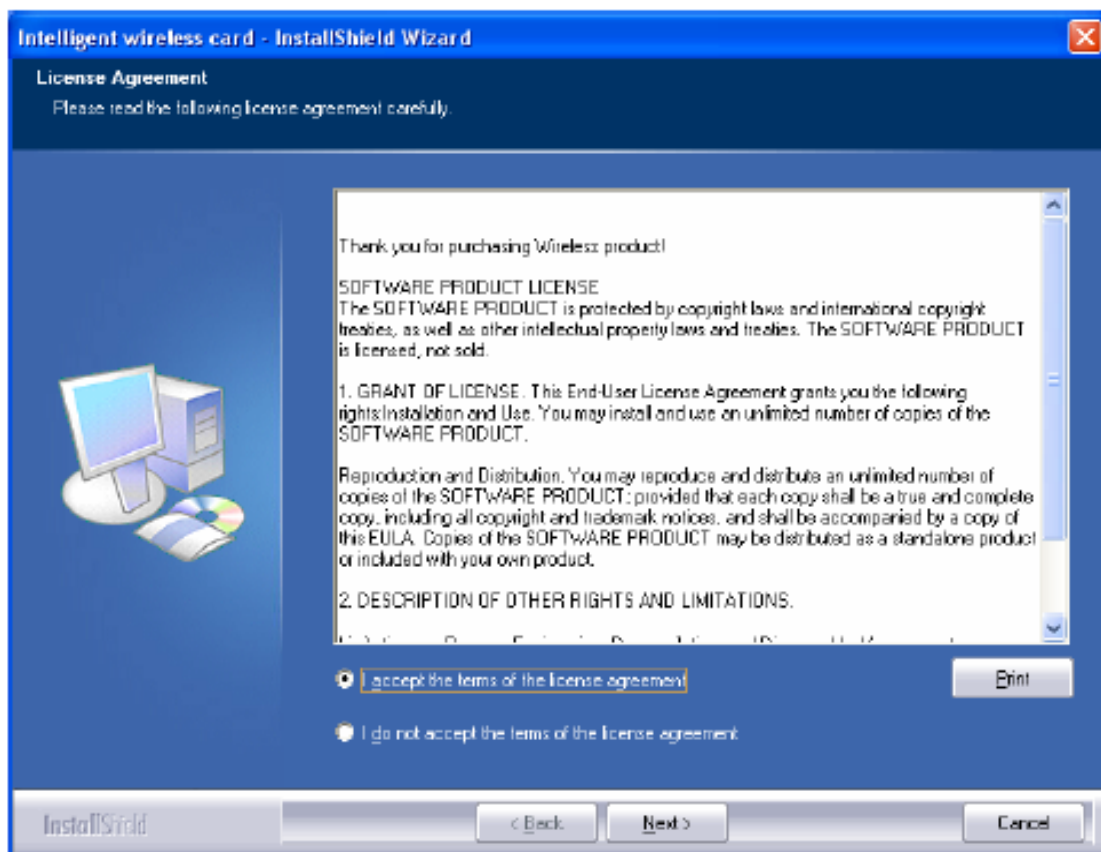 Intelligent wireless card - InstallShield Wizard
License Agreement
Please read the following license agreement carefully.
Thank you for purchasing Wireless product!
SOFTWARE PRODUCT LICENSE
The SOFTWARE PRODUCT is protected by copyright laws and international copyright
treaties, as well as other intellectual property laws and treaties. The SOFTWARE PRODUCT
is licensed, not sold.
1. GRANT OF LICENSE. This End-User License Agreement grants you the following
rights:Installation and Use. You may install and use an unlimited number of copies of the
SOFTWARE PRODUCT.
Reproduction and Distribution. You may reproduce and distribute an unlimited number of
copies of the SOFTWARE PRODUCT; provided that each copy shall be a true and complete
copy, including all copyright and trademark notices, and shall be accompanied by a copy of
this EULA. Copies of the SOFTWARE PRODUCT may be distributed as a standalone product
or included with your own product.
2. DESCRIPTION OF OTHER RIGHTS AND LIMITATIONS.
I accept the terms of the license agreement
Print
I do not accept the terms of the license agreement
InstallShield
< Back
Next >
Cancel